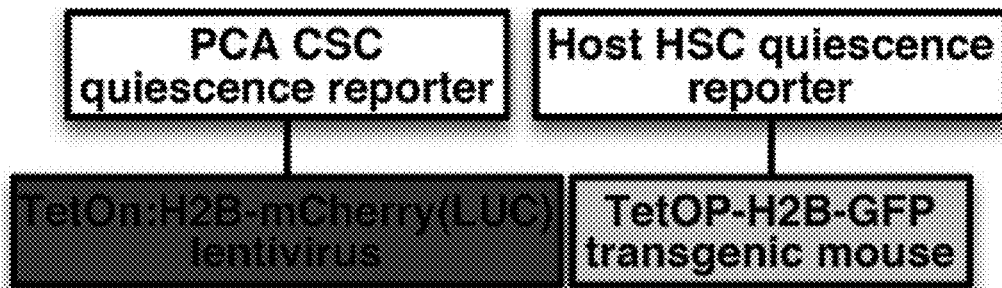 PCA CSC
quiescence reporter
Host HSC quiescence
reporter
TetOn:H2B-mCherry(LUC)
lentivirus
TetOP-H2B-GFP
transgenic mouse